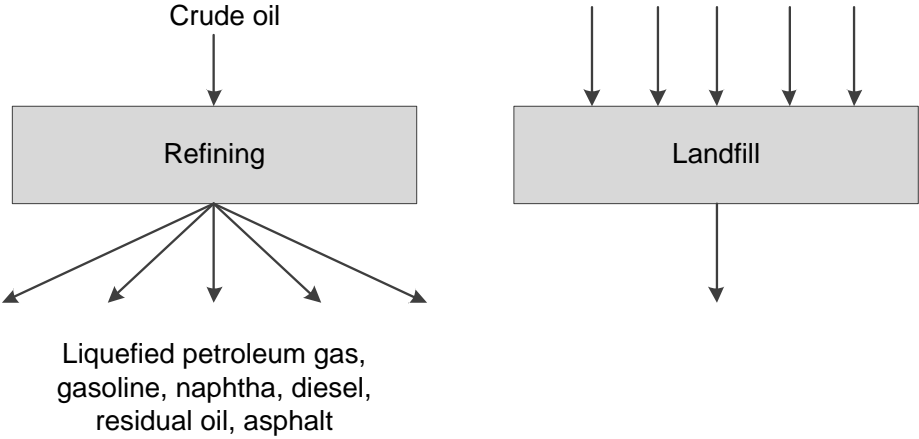 Crude oil
Refining
Liquefied petroleum gas,
gasoline, naphtha, diesel,
residual oil, asphalt
Landfill